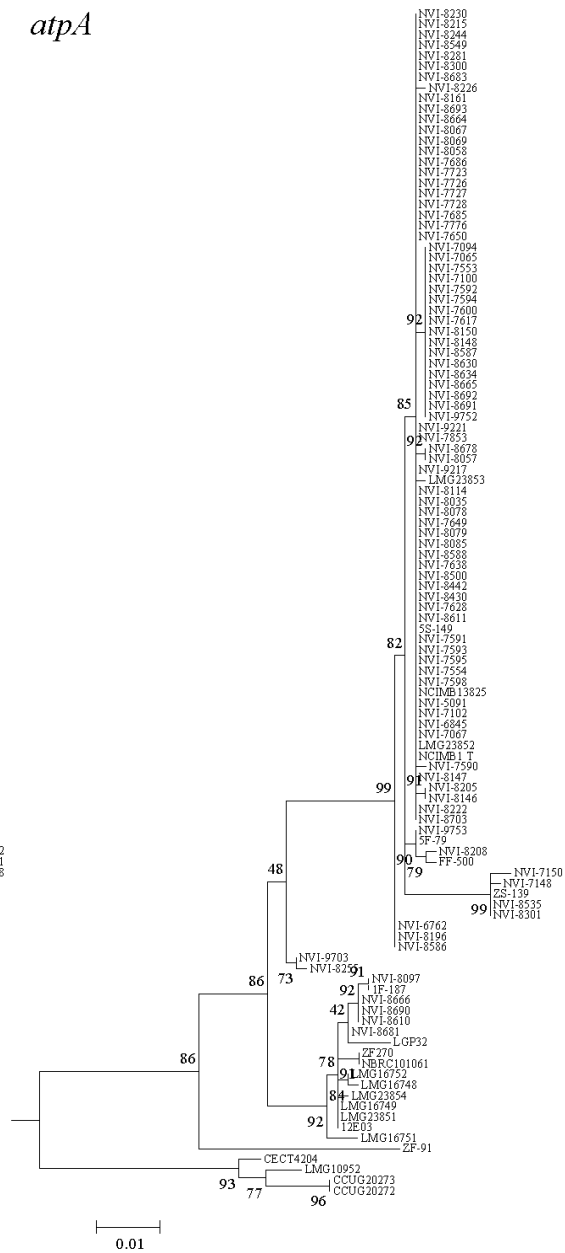 atpA
NVI-8230
NVI-8215
NVI-8244
NVI-8549
NVI-8281
NVI-8300
NVI-8683
NVI-8226
NVI-8161
NVI-8693
NVI-8664
NVI-8067
NVI-8069
NVI-8058
NVI-7686
NVI-7723
NVI-7726
NVI-7727
NVI-7728
NVI-7685
NVI-7776
NVI-7650
NVI-7094
NVI-7065
NVI-7553
NVI-7100
NVI-7592
NVI-7594
NVI-7600
92 NVI-7617
NVI-8150
NVI-8148
NVI-8587
NVI-8630
NVI-8634
NVI-8665
NVI-8692
85 NVI-8691
NVI-9752
NVI-9221
92 NVI-7853
NVI-8678
NVI-8057
NVI-9217
LMG23853
NVI-8114
NVI-8035
NVI-8078
NVI-7649
NVI-8079
NVI-8085
NVI-8588
NVI-7638
NVI-8500
NVI-8442
NVI-8430
NVI-7628
NVI-8611
5S-149
82 NVI-7591
NVI-7593
NVI-7595
NVI-7554
NVI-7598
NCIMB13825
NVI-5091
NVI-7102
NVI-6845
NVI-7067
LMG23852
NCIMB1 T
NVI-7590
91 NVI-8147
99 NVI-8205
NVI-8146
NVI-8222
NVI-8703
NVI-9753
5F-79
2 NVI-8208
1 90 FF-500
8 48 79 NVI-7150
NVI-7148
ZS-139
99 NVI-8535
NVI-8301
NVI-6762
NVI-8196
NVI-8586
NVI-9703
73 NVI-8255
86 91 NVI-8097
92 1F-187
NVI-8666
42 NVI-8690
NVI-8610
NVI-8681
LGP32
86 78 ZF270
NBRC101061
91 LMG16752
LMG16748
84 LMG23854
LMG16749
92 LMG23851
12E03
LMG16751
ZF-91
CECT4204
LMG10952
93 77 CCUG20273
96 CCUG20272
0.01